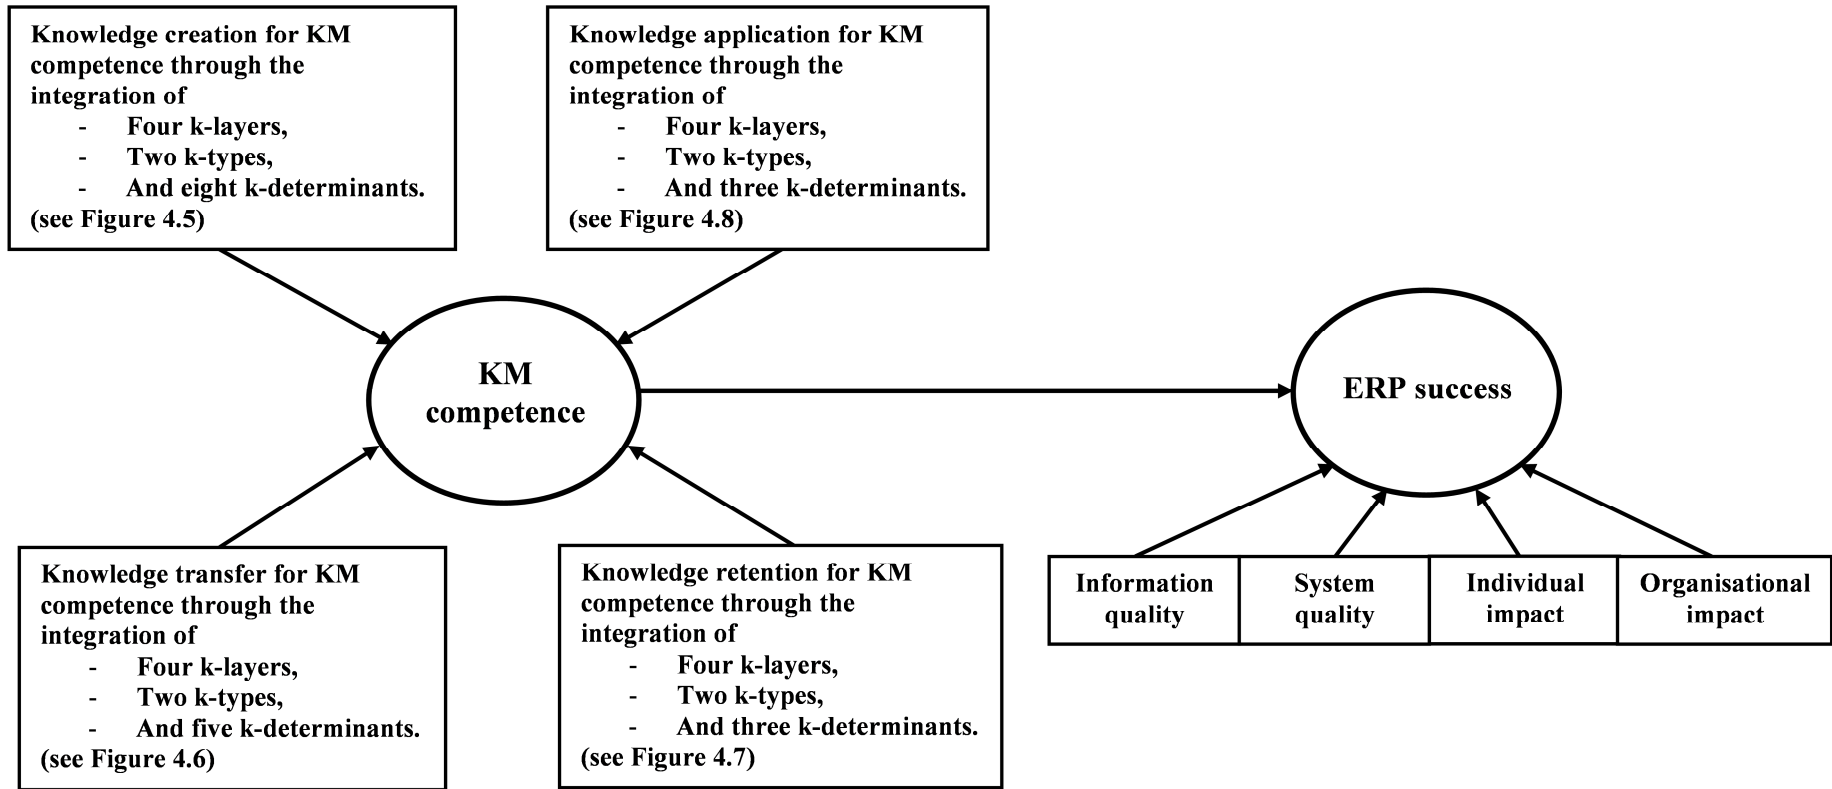 Knowledge creation for KM
competence through the
integration of
- Four k-layers,
- Two k-types,
- And eight k-determinants.
(see Figure 4.5)
Knowledge application for KM
competence through the
integration of
- Four k-layers,
- Two k-types,
- And three k-determinants.
(see Figure 4.8)
KM
competence
ERP success
Knowledge transfer for KM
competence through the
integration of
- Four k-layers,
- Two k-types,
- And five k-determinants.
(see Figure 4.6)
Knowledge retention for KM
competence through the
integration of
- Four k-layers,
- Two k-types,
- And three k-determinants.
(see Figure 4.7)
Information
quality
System
quality
Individual
impact
Organisational
impact